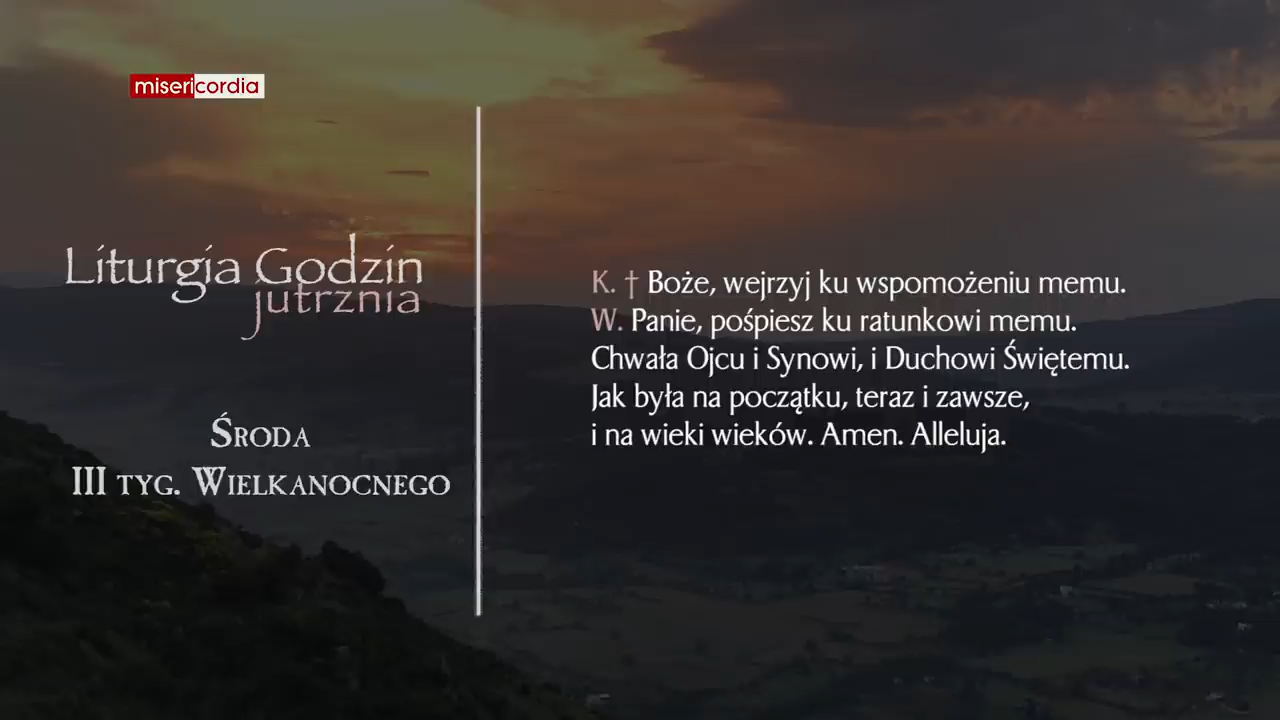 misericordia
Liturgia Godzin
jutrznia
Środa
III tyg. Wielkanocnego
K. † Boże, wejrzyj ku wspomożeniu memu.
W. Panie, pośpiesz ku ratunkowi memu.
Chwała Ojcu i Synowi, i Duchowi Świętemu.
Jak była na początku, teraz i zawsze,
i na wieki wieków. Amen. Alleluja.